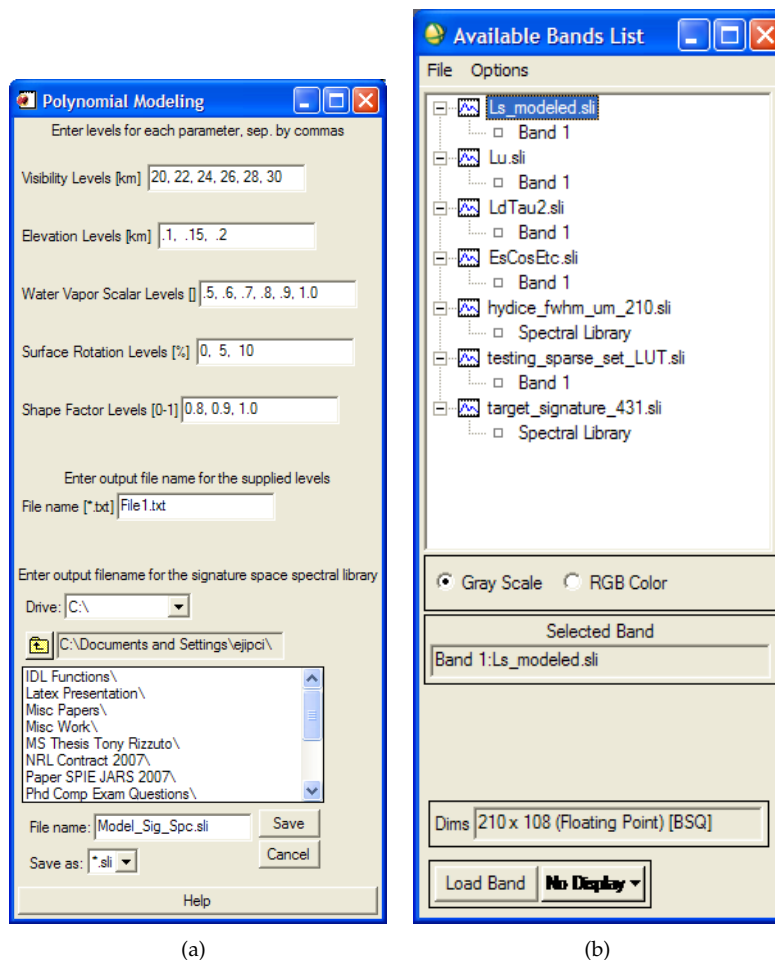 Polynomial Modeling
Enter levels for each parameter, sep. by commas
Visibility Levels [km] 20, 22, 24, 26, 28, 30
Elevation Levels [km] .1, .15, .2
Water Vapor Scalar Levels [] .5, .6, .7, .8, .9, 1.0
Surface Rotation Levels [%] 0, 5, 10
Shape Factor Levels [0-1] 0.8, 0.9, 1.0
Enter output file name for the supplied levels
File name [*.txt] File1.txt
Enter output filename for the signature space spectral library
Drive: C:\
C:\Documents and Settings\ejipci\
IDL Functions\
Latex Presentation\
Misc Papers\
Misc Work\
MS Thesis Tony Rizzuto\
NRL Contract 2007\
Paper SPIE JARS 2007\
Phd Comp Exam Questions\
File name: Model_Sig_Spc.sli Save
Save as: *.sli Cancel
Help
(a)
Available Bands List
File Options
Ls_modeled.sli
Band 1
Lu.sli
Band 1
LdTau2.sli
Band 1
EsCosEtc.sli
Band 1
hydice_fwhm_um_210.sli
Spectral Library
testing_sparse_set_LUT.sli
Band 1
target_signature_431.sli
Spectral Library
Gray Scale RGB Color
Selected Band
Band 1:Ls_modeled.sli
Dims 210 x 108 (Floating Point) [BSQ]
Load Band No Display
(b)